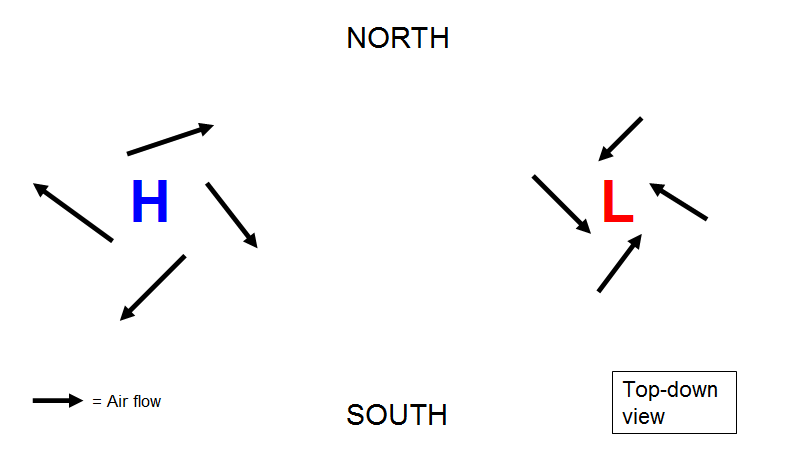 NORTH
H
L
= Air flow
SOUTH
Top-down
view